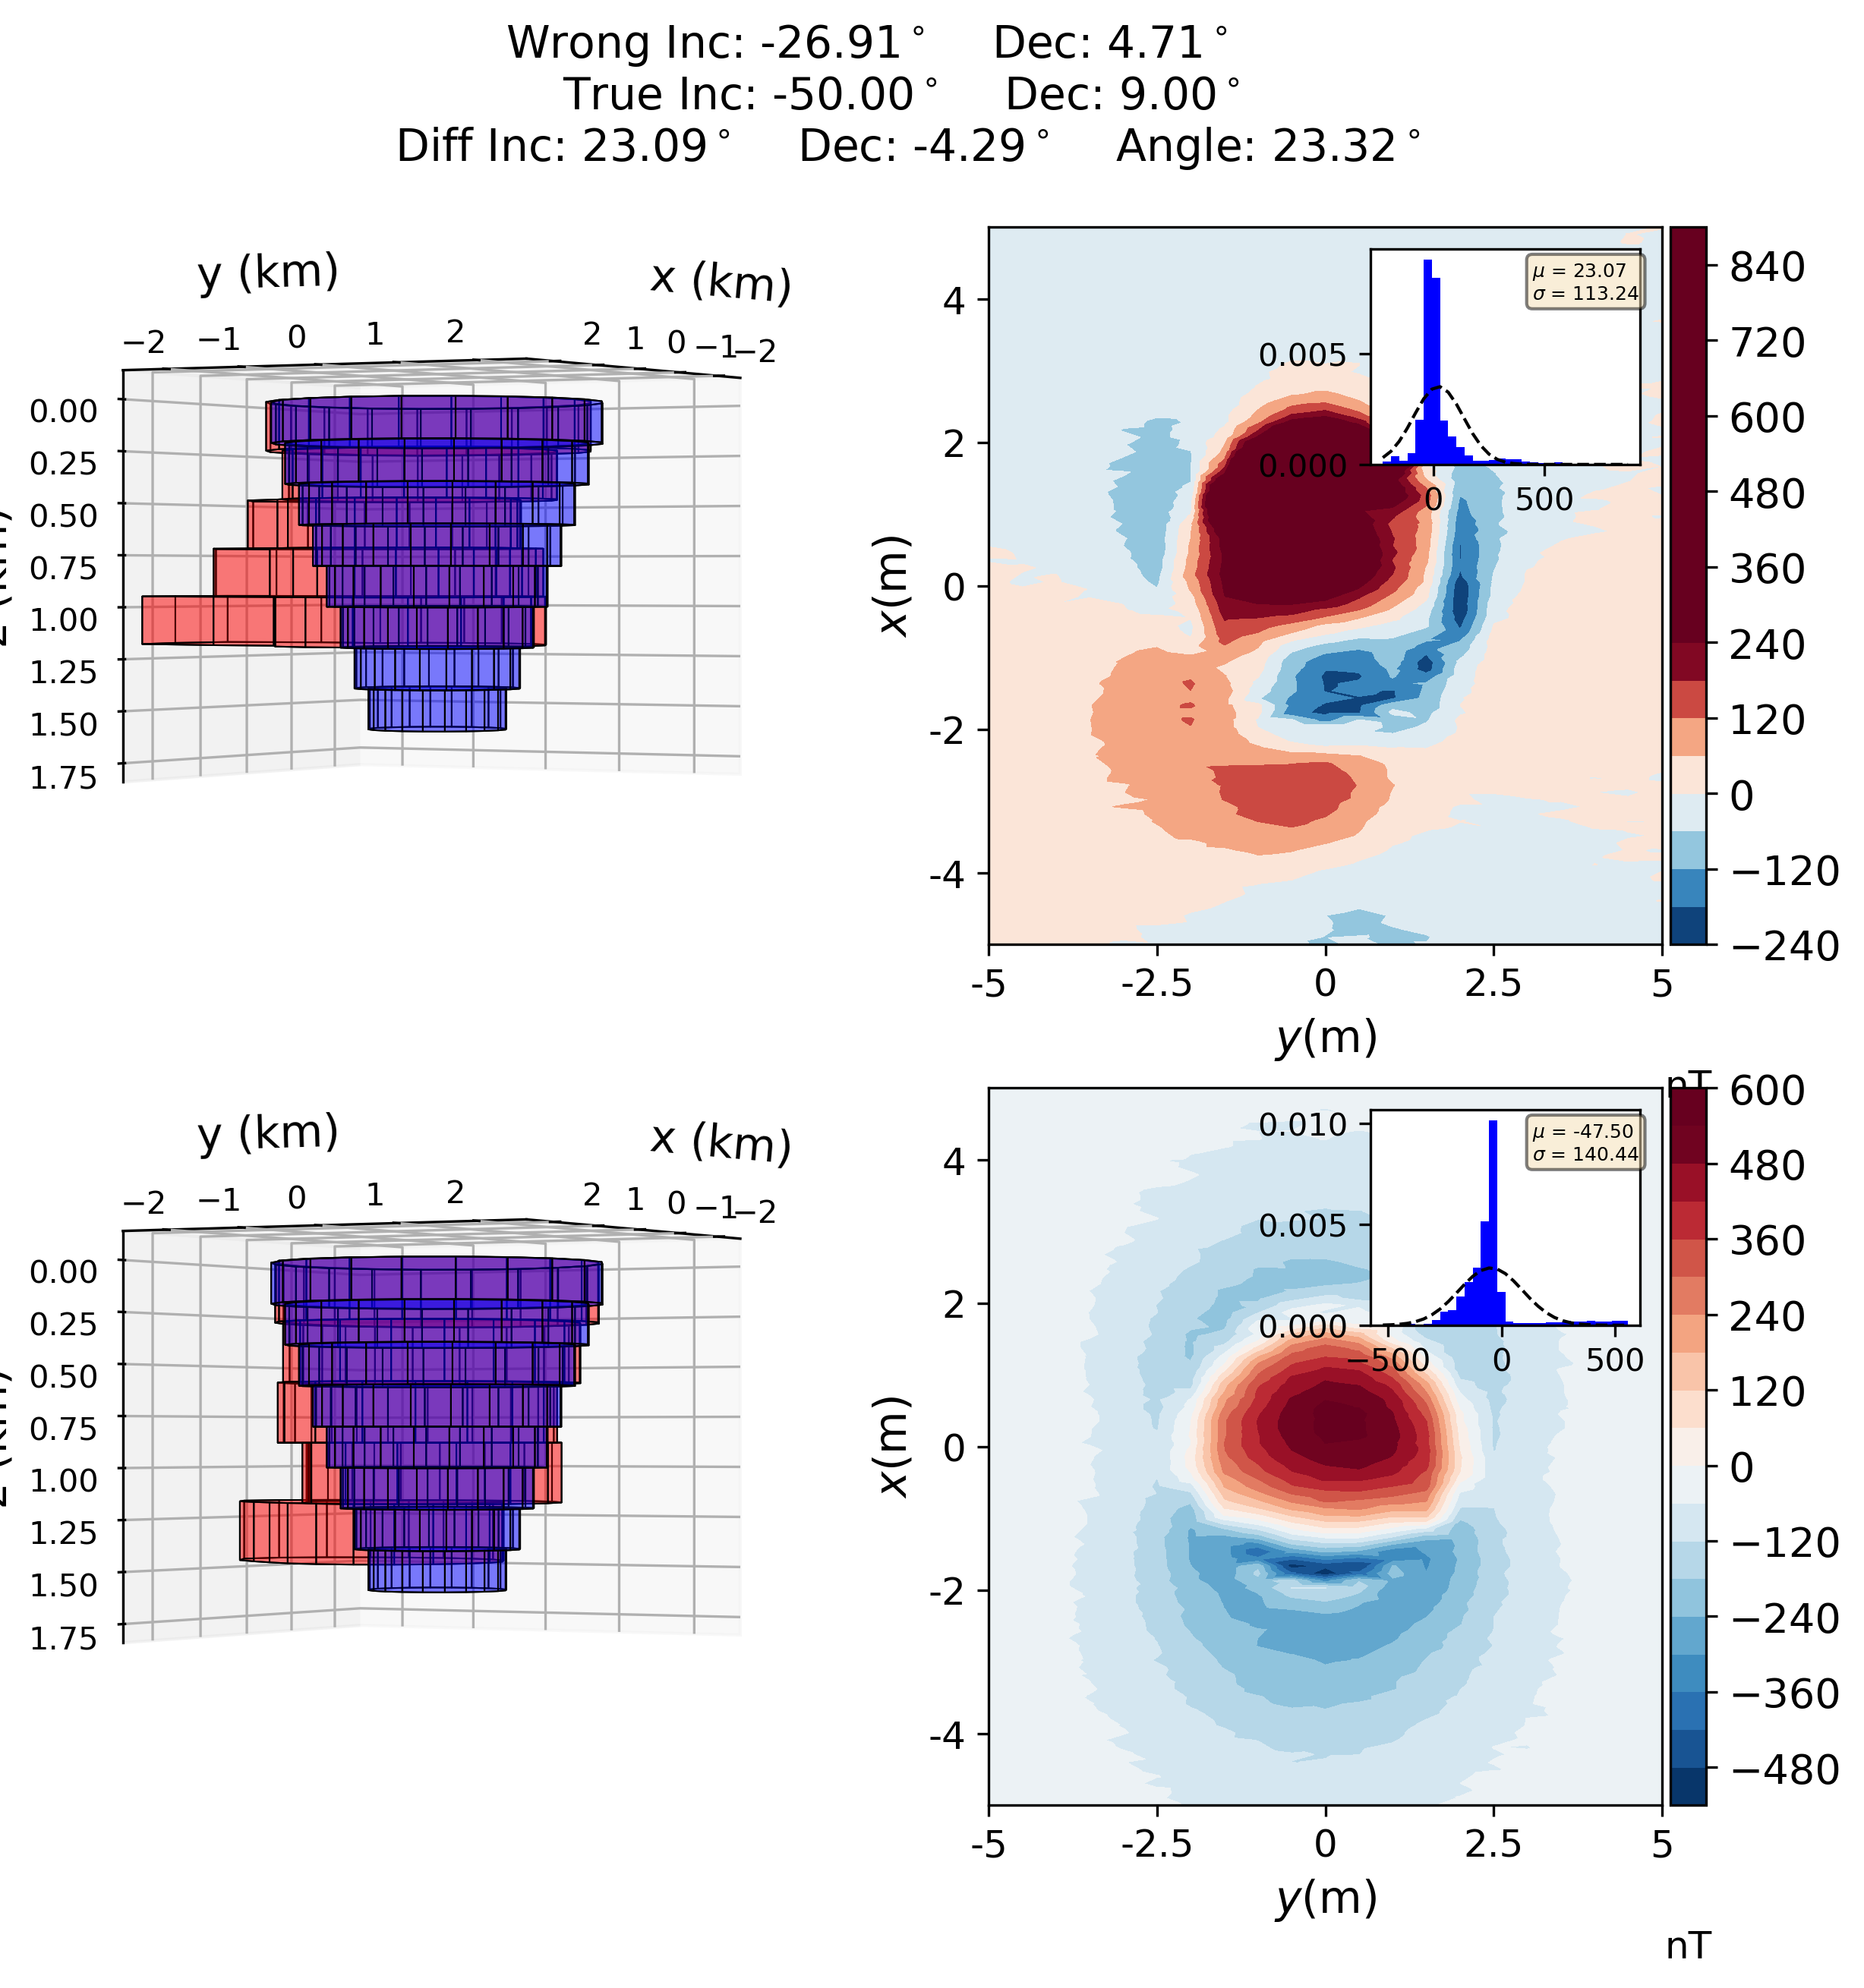 Wrong Inc: -26.91° Dec: 4.71°
True Inc: -50.00° Dec: 9.00°
Diff Inc: 23.09° Dec: -4.29° Angle: 23.32°
y (km)
x (km)
−2 −1 0 1 2
2 1 0 −1 −2
0.00
0.25
0.50
0.75
1.00
1.25
1.50
1.75
4
2
0
-2
-4
x(m)
-5 -2.5 0 2.5 5
y(m)
0.005
0.000
0 500
μ = 23.07
σ = 113.24
840
720
600
480
360
240
120
0
−120
−240
nT
y (km)
x (km)
−2 −1 0 1 2
2 1 0 −1 −2
0.00
0.25
0.50
0.75
1.00
1.25
1.50
1.75
4
2
0
-2
-4
x(m)
-5 -2.5 0 2.5 5
y(m)
0.010
0.005
0.000
−500 0 500
μ = -47.50
σ = 140.44
600
480
360
240
120
0
−120
−240
−360
−480
nT